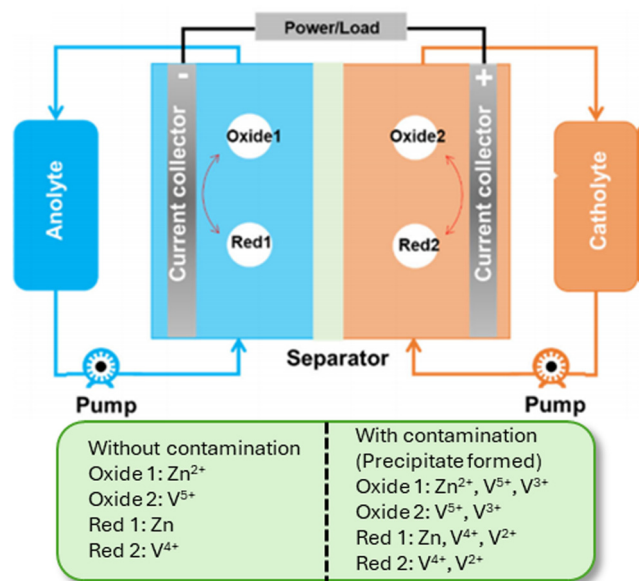 Power/Load
-
+
Oxide1
Oxide2
Current collector
Current collector
Anolyte
Catholyte
Red1
Red2
Separator
Pump
Pump
Without contamination
Oxide 1: Zn²⁺
Oxide 2: V⁵⁺
Red 1: Zn
Red 2: V⁴⁺
With contamination
(Precipitate formed)
Oxide 1: Zn²⁺, V⁵⁺, V³⁺
Oxide 2: V⁵⁺, V³⁺
Red 1: Zn, V⁴⁺, V²⁺
Red 2: V⁴⁺, V²⁺